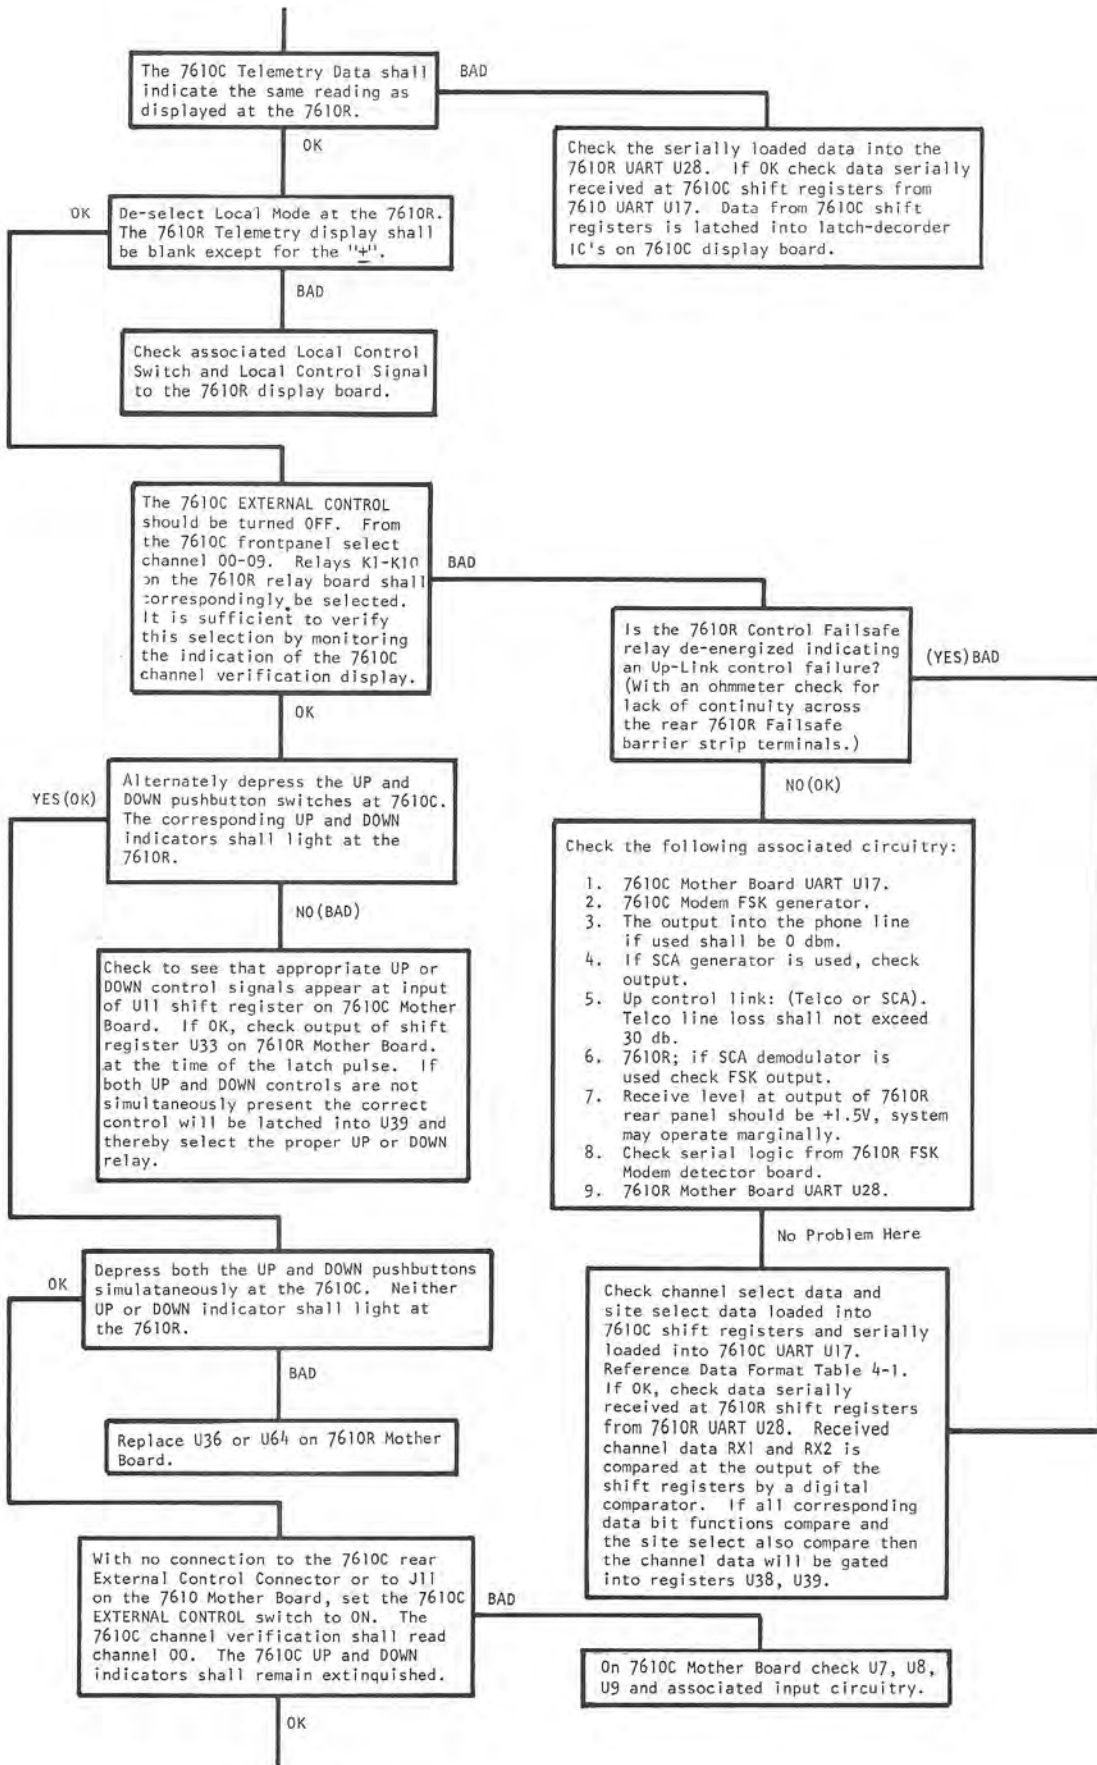 The 7610C Telemetry Data shall
indicate the same reading as
displayed at the 7610R.
BAD
OK
Check the serially loaded data into the
7610R UART U28. If OK check data serially
received at 7610C shift registers from
7610 UART U17. Data from 7610C shift
registers is latched into latch-decorder
IC's on 7610C display board.
OK
De-select Local Mode at the 7610R.
The 7610R Telemetry display shall
be blank except for the "±".
BAD
Check associated Local Control
Switch and Local Control Signal
to the 7610R display board.
The 7610C EXTERNAL CONTROL
should be turned OFF. From
the 7610C frontpanel select
channel 00-09. Relays K1-K10
on the 7610R relay board shall
correspondingly be selected.
It is sufficient to verify
this selection by monitoring
the indication of the 7610C
channel verification display.
BAD
OK
Is the 7610R Control Failsafe
relay de-energized indicating
an Up-Link control failure?
(With an ohmmeter check for
lack of continuity across
the rear 7610R Failsafe
barrier strip terminals.)
(YES)BAD
NO(OK)
YES(OK)
Alternately depress the UP and
DOWN pushbutton switches at 7610C.
The corresponding UP and DOWN
indicators shall light at the
7610R.
NO(BAD)
Check to see that appropriate UP or
DOWN control signals appear at input
of U11 shift register on 7610C Mother
Board. If OK, check output of shift
register U33 on 7610R Mother Board.
at the time of the latch pulse. If
both UP and DOWN controls are not
simultaneously present the correct
control will be latched into U39 and
thereby select the proper UP or DOWN
relay.
Check the following associated circuitry:
1. 7610C Mother Board UART U17.
2. 7610C Modem FSK generator.
3. The output into the phone line
if used shall be 0 dbm.
4. If SCA generator is used, check
output.
5. Up control link: (Telco or SCA).
Telco line loss shall not exceed
30 db.
6. 7610R; if SCA demodulator is
used check FSK output.
7. Receive level at output of 7610R
rear panel should be +1.5V, system
may operate marginally.
8. Check serial logic from 7610R FSK
Modem detector board.
9. 7610R Mother Board UART U28.
No Problem Here
OK
Depress both the UP and DOWN pushbuttons
simulataneously at the 7610C. Neither
UP or DOWN indicator shall light at
the 7610R.
BAD
Replace U36 or U64 on 7610R Mother
Board.
Check channel select data and
site select data loaded into
7610C shift registers and serially
loaded into 7610C UART U17.
Reference Data Format Table 4-1.
If OK, check data serially
received at 7610R shift registers
from 7610R UART U28. Received
channel data RX1 and RX2 is
compared at the output of the
shift registers by a digital
comparator. If all corresponding
data bit functions compare and
the site select also compare then
the channel data will be gated
into registers U38, U39.
With no connection to the 7610C rear
External Control Connector or to J11
on the 7610 Mother Board, set the 7610C
EXTERNAL CONTROL switch to ON. The
7610C channel verification shall read
channel 00. The 7610C UP and DOWN
indicators shall remain extinquished.
BAD
OK
On 7610C Mother Board check U7, U8,
U9 and associated input circuitry.